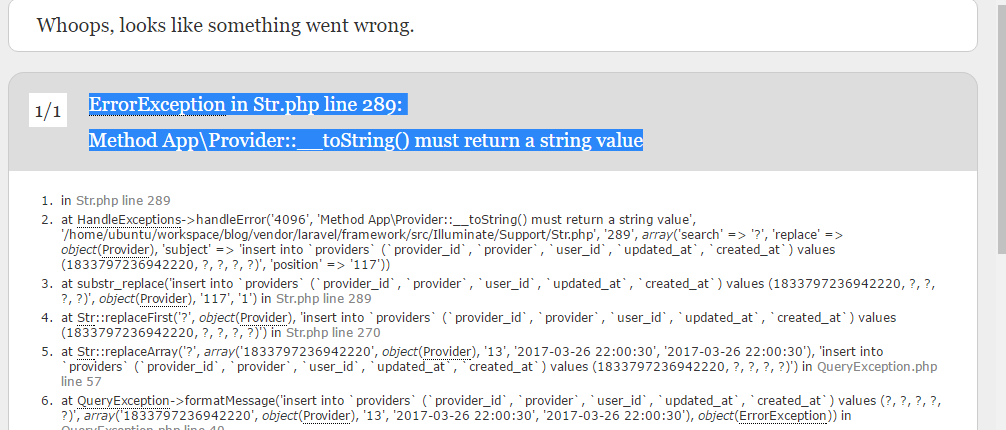 Whoops, looks like something went wrong.
1/1
ErrorException in Str.php line 289:
Method App\Provider::__toString() must return a string value
1. in Str.php line 289
2. at HandleExceptions->handleError('4096', 'Method App\Provider::__toString() must return a string value',
'/home/ubuntu/workspace/blog/vendor/laravel/framework/src/Illuminate/Support/Str.php', '289', array('search' => '?', 'replace' =>
object(Provider), 'subject' => 'insert into `providers` (`provider_id`, `provider`, `user_id`, `updated_at`, `created_at`) values
(1833797236942220, ?, ?, ?, ?)', 'position' => '117'))
3. at substr_replace('insert into `providers` (`provider_id`, `provider`, `user_id`, `updated_at`, `created_at`) values (1833797236942220, ?, ?,
?, ?)', object(Provider), '117', '1') in Str.php line 289
4. at Str::replaceFirst('?', object(Provider), 'insert into `providers` (`provider_id`, `provider`, `user_id`, `updated_at`, `created_at`) values
(1833797236942220, ?, ?, ?, ?)') in Str.php line 270
5. at Str::replaceArray('?', array('1833797236942220', object(Provider), '13', '2017-03-26 22:00:30', '2017-03-26 22:00:30'), 'insert into
`providers` (`provider_id`, `provider`, `user_id`, `updated_at`, `created_at`) values (1833797236942220, ?, ?, ?, ?)') in QueryException.php
line 57
6. at QueryException->formatMessage('insert into `providers` (`provider_id`, `provider`, `user_id`, `updated_at`, `created_at`) values (?, ?, ?, ?,
?)', array('1833797236942220', object(Provider), '13', '2017-03-26 22:00:30', '2017-03-26 22:00:30'), object(ErrorException)) in
QueryException.php line 40